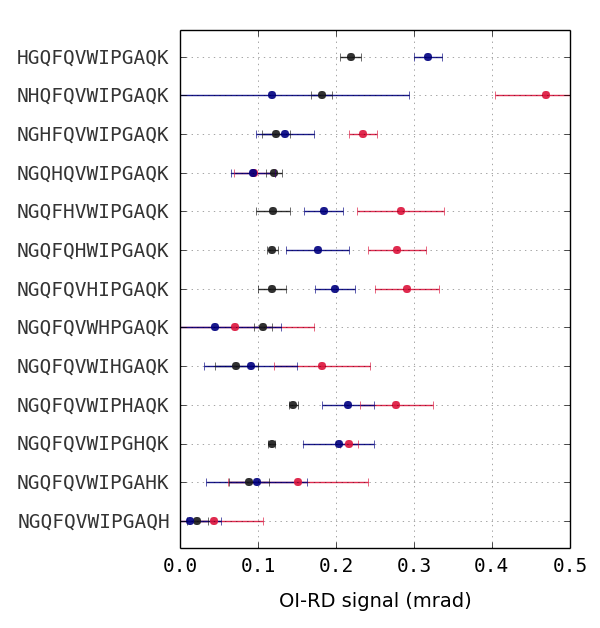 HGQFQVWIPGAQK
NHQFQVWIPGAQK
NGHFQVWIPGAQK
NGQHQVWIPGAQK
NGQFHVWIPGAQK
NGQFQHWIPGAQK
NGQFQVHIPGAQK
NGQFQVWHPGAQK
NGQFQVWIHGAQK
NGQFQVWIPHAQK
NGQFQVWIPGHQK
NGQFQVWIPGAHK
NGQFQVWIPGAQH
0.0 0.1 0.2 0.3 0.4 0.5
OI-RD signal (mrad)